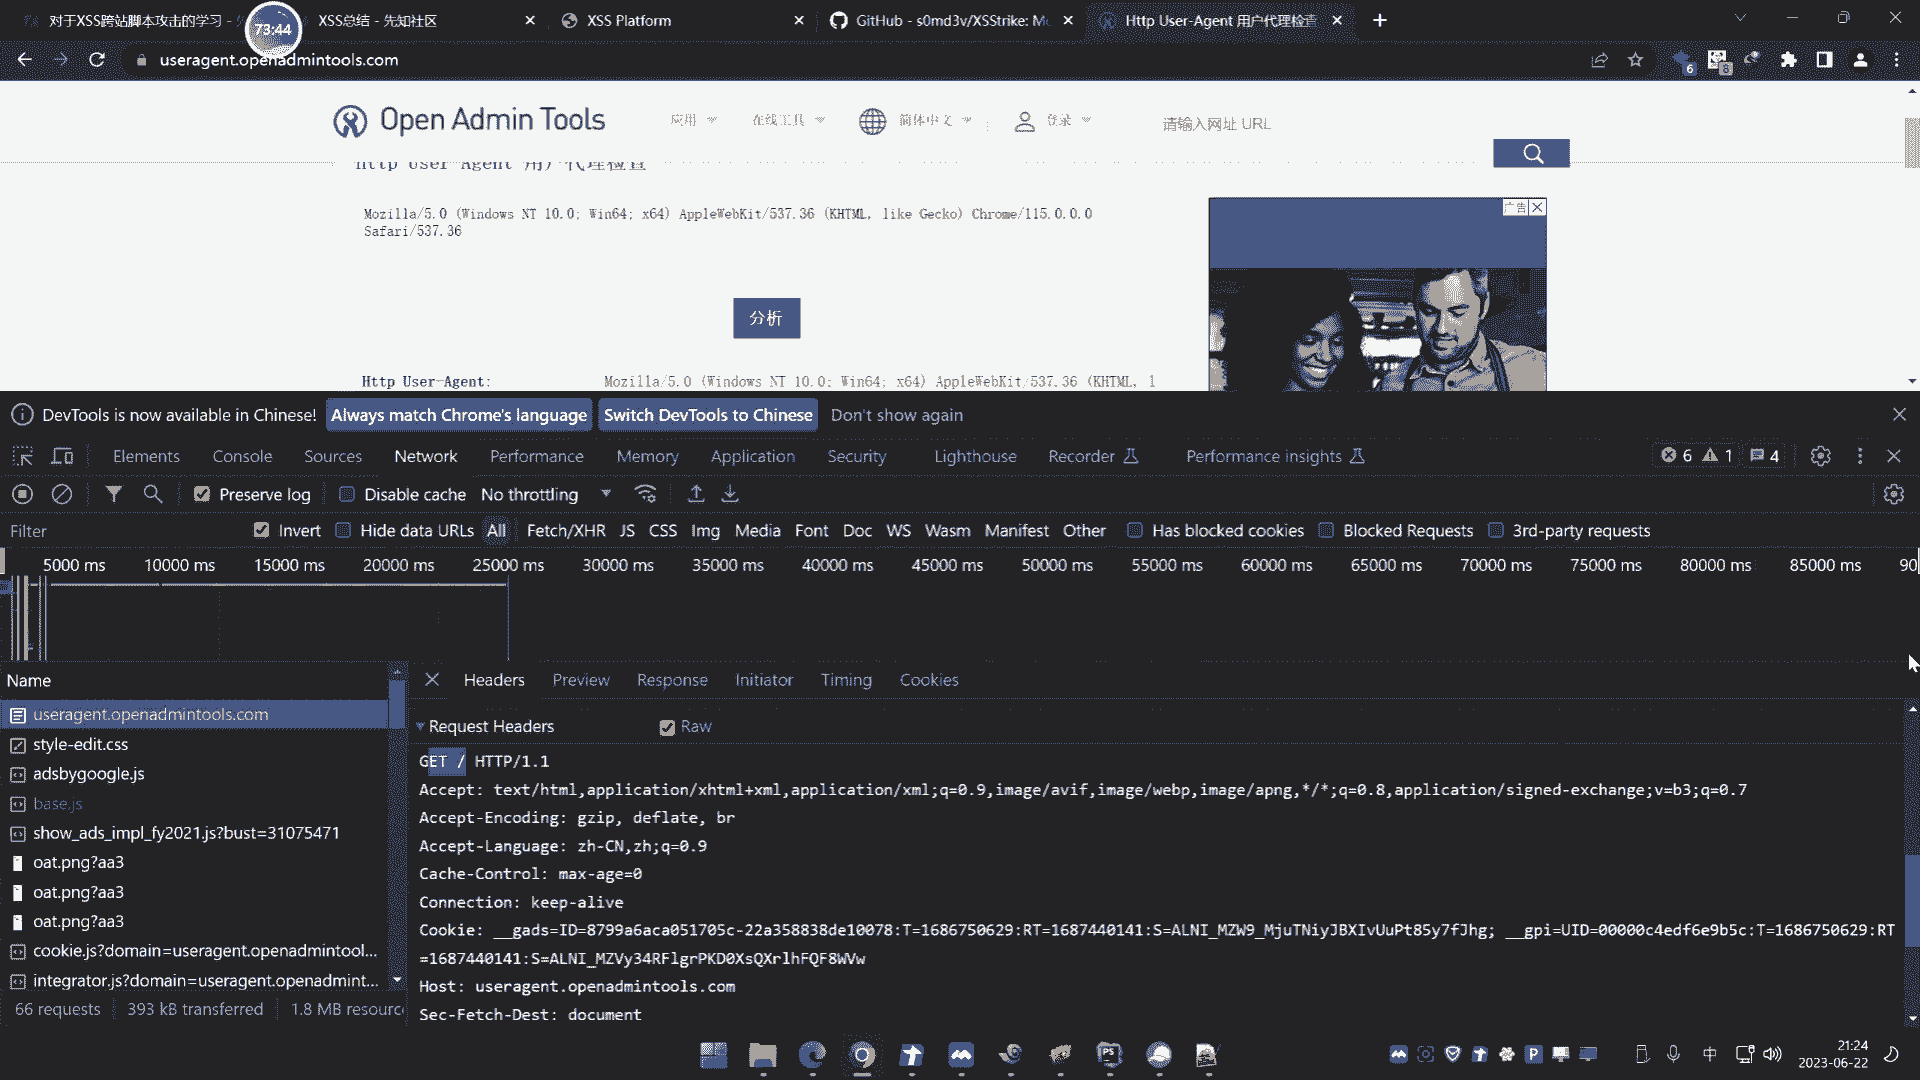 对于XSS跨站脚本攻击的学习 -
73:44
XSS总结 - 先知社区
XSS Platform
GitHub - s0md3v/XSStrike: Mo
Http User-Agent 用户代理检查
useragent.openadmintools.com
6
8
Open Admin Tools
应用
在线工具
简体中文
登录
请输入网址 URL
Http User-Agent 用户代理检查
Mozilla/5.0 (Windows NT 10.0; Win64; x64) AppleWebKit/537.36 (KHTML, like Gecko) Chrome/115.0.0.0
Safari/537.36
广告
分析
Http User-Agent:
Mozilla/5.0 (Windows NT 10.0; Win64; x64) AppleWebKit/537.36 (KHTML, l
DevTools is now available in Chinese!
Always match Chrome's language
Switch DevTools to Chinese
Don't show again
Elements
Console
Sources
Network
Performance
Memory
Application
Security
Lighthouse
Recorder
Performance insights
6
1
4
Preserve log
Disable cache
No throttling
Filter
Invert
Hide data URLs
All
Fetch/XHR
JS
CSS
Img
Media
Font
Doc
WS
Wasm
Manifest
Other
Has blocked cookies
Blocked Requests
3rd-party requests
5000 ms
10000 ms
15000 ms
20000 ms
25000 ms
30000 ms
35000 ms
40000 ms
45000 ms
50000 ms
55000 ms
60000 ms
65000 ms
70000 ms
75000 ms
80000 ms
85000 ms
90
Name
useragent.openadmintools.com
style-edit.css
adsbygoogle.js
base.js
show_ads_impl_fy2021.js?bust=31075471
oat.png?aa3
oat.png?aa3
oat.png?aa3
cookie.js?domain=useragent.openadmintool...
integrator.js?domain=useragent.openadmint...
66 requests
393 kB transferred
1.8 MB resourc
Headers
Preview
Response
Initiator
Timing
Cookies
Request Headers
Raw
GET / HTTP/1.1
Accept: text/html,application/xhtml+xml,application/xml;q=0.9,image/avif,image/webp,image/apng,*/*;q=0.8,application/signed-exchange;v=b3;q=0.7
Accept-Encoding: gzip, deflate, br
Accept-Language: zh-CN,zh;q=0.9
Cache-Control: max-age=0
Connection: keep-alive
Cookie: __gads=ID=8799a6aca051705c-22a358838de10078:T=1686750629:RT=1687440141:S=ALNI_MZW9_MjuTNiyJBXIvUuPt85y7fJhg; __gpi=UID=00000c4edf6e9b5c:T=1686750629:RT
=1687440141:S=ALNI_MZVy34RFlgrPKD0XsQXrlhFQF8WVw
Host: useragent.openadmintools.com
Sec-Fetch-Dest: document
PS
P
中
21:24
2023-06-22